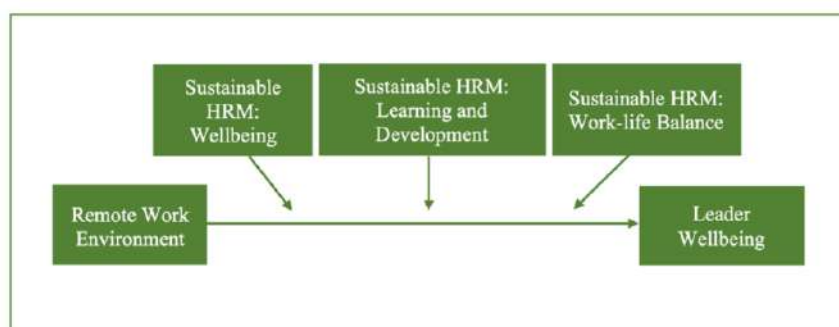 Sustainable
HRM:
Wellbeing
Sustainable HRM:
Learning and
Development
Sustainable HRM:
Work-life Balance
Remote Work
Environment
Leader
Wellbeing